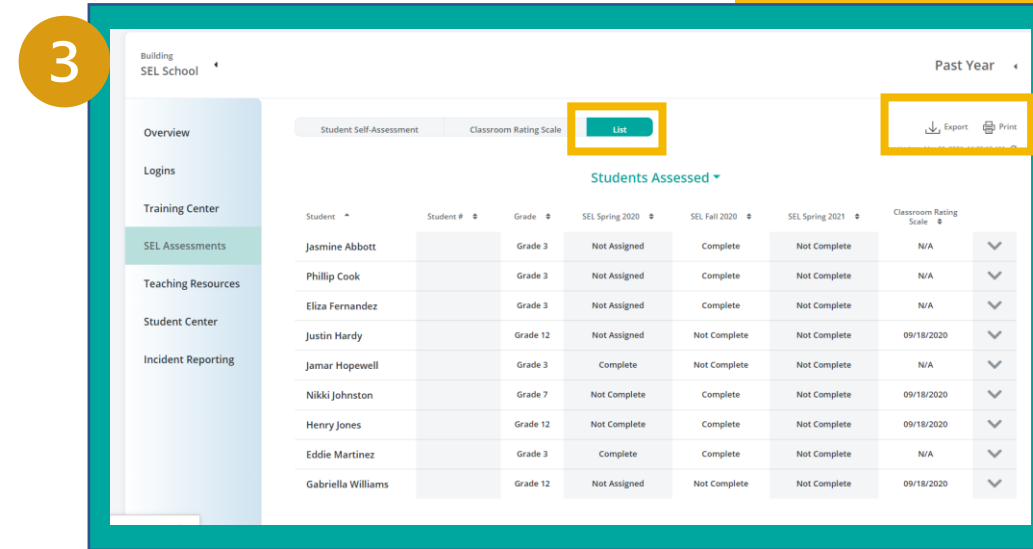 3
Building
SEL School
Past Year
Overview
Logins
Training Center
SEL Assessments
Teaching Resources
Student Center
Incident Reporting
Student Self-Assessment Classroom Rating Scale List
Export Print
Students Assessed
Student Student # Grade SEL Spring 2020 SEL Fall 2020 SEL Spring 2021 Classroom Rating Scale
Jasmine Abbott Grade 3 Not Assigned Complete Not Complete N/A
Phillip Cook Grade 3 Not Assigned Complete Not Complete N/A
Eliza Fernandez Grade 3 Not Assigned Complete Not Complete N/A
Justin Hardy Grade 12 Not Assigned Not Complete Not Complete 09/18/2020
Jamar Hopewell Grade 3 Complete Not Complete Not Complete N/A
Nikki Johnston Grade 7 Not Complete Complete Not Complete 09/18/2020
Henry Jones Grade 12 Not Complete Complete Not Complete 09/18/2020
Eddie Martinez Grade 3 Complete Complete Not Complete N/A
Gabriella Williams Grade 12 Not Assigned Not Complete Not Complete 09/18/2020